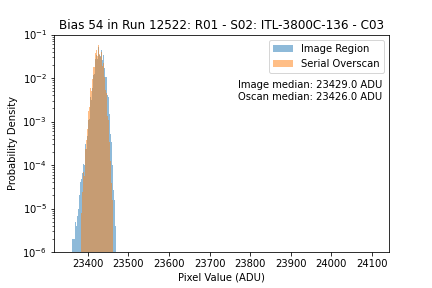 Bias 54 in Run 12522: R01 - S02: ITL-3800C-136 - C03
Image Region
Serial Overscan
Image median: 23429.0 ADU
Oscan median: 23426.0 ADU
Probability Density
10⁻¹
10⁻²
10⁻³
10⁻⁴
10⁻⁵
10⁻⁶
23400 23500 23600 23700 23800 23900 24000 24100
Pixel Value (ADU)